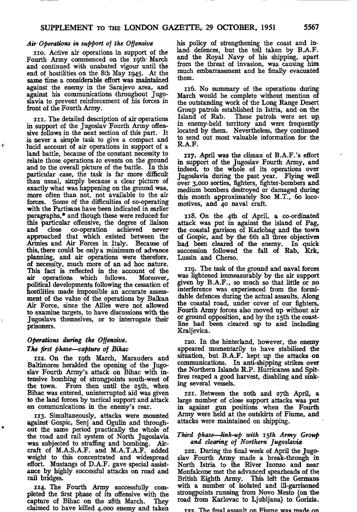 SUPPLEMENT TO THE LONDON GAZETTE, 29 OCTOBER, 1951
5567
Air Operations in support of the Offensive
110. Active air operations in support of the
Fourth Army commenced on the 19th March
and continued with unabated vigour until the
end of hostilities on the 8th May 1945. At the
same time a considerable effort was maintained
against the enemy in the Sarajevo area, and
against his communications throughout Jugo-
slavia to prevent reinforcement of his forces in
front of the Fourth Army.
111. The detailed description of air operations
in support of the Jugoslav Fourth Army offen-
sive follows in the next section of this part. It
is never a simple task to give a compact and
lucid account of air operations in support of a
land battle, because of the constant necessity to
relate those operations to events on the ground
and to the overall picture of the battle. In this
particular case, the task is far more difficult
than usual, simply because a clear picture of
exactly what was happening on the ground was,
more often than not, not available to the air
forces. Some of the difficulties of co-operating
with the Partisans have been indicated in earlier
paragraphs,* and though these were reduced for
this particular offensive, the degree of liaison
and close co-operation achieved never
approached that which existed between the
Armies and Air Forces in Italy. Because of
this, there could be only a minimum of advance
planning, and air operations were therefore,
of necessity, much more of an ad hoc nature.
This fact is reflected in the account of the
air operations which follows. Moreover,
political developments following the cessation of
hostilities made impossible an accurate assess-
ment of the value of the operations by Balkan
Air Force, since the Allies were not allowed
to examine targets, to have discussions with the
Jugoslavs themselves, or to interrogate their
prisoners.
Operations during the Offensive.
The first phase—capture of Bihac
112. On the 19th March, Marauders and
Baltimores heralded the opening of the Jugo-
slav Fourth Army's attack on Bihac with in-
tensive bombing of strongpoints south-west of
the town. From then until the 25th, when
Bihac was entered, uninterrupted aid was given
to the land forces by tactical support and attack
on communications in the enemy's rear.
113. Simultaneously, attacks were mounted
against Gospic, Senj and Ogulin and through-
out the same period practically the whole of
the road and rail system of North Jugoslavia
was subjected to straffing and bombing. Air-
craft of M.A.S.A.F. and M.A.T.A.F. added
weight to this concentrated and widespread
effort. Mustangs of D.A.F. gave special assist-
ance by highly successful attacks on road and
rail bridges.
114. The Fourth Army successfully com-
pleted the first phase of its offensive with the
capture of Bihac on the 28th March. They
claimed to have killed 4,000 enemy and taken
his policy of strengthening the coast and in-
land defences, but the toll taken by B.A.F.
and the Royal Navy of his shipping, apart
from the threat of invasion, was causing him
much embarrassment and he finally evacuated
them.
116. No summary of the operations during
March would be complete without mention of
the outstanding work of the Long Range Desert
Group patrols established in Istria, and on the
Island of Rab. These patrols were set up
in enemy-held territory and were frequently
located by them. Nevertheless, they continued
to send out most valuable information for the
R.A.F.
117. April was the climax of B.A.F.'s effort
in support of the Jugoslav Fourth Army, and
indeed, to the whole of its operations over
Jugoslavia during the past year. Flying well
over 3,000 sorties, fighters, fighter-bombers and
medium bombers destroyed or damaged during
this month approximately 800 M.T., 60 loco-
motives, and 40 naval craft.
118. On the 4th of April, a co-ordinated
attack was put in against the island of Pag,
the coastal garrison of Karlobag and the town
of Gospic, and by the 6th all three objectives
had been cleared of the enemy. In quick
succession followed the fall of Rab, Krk,
Lussin and Cherso.
119. The task of the ground and naval forces
was lightened immeasurably by the air support
given by B.A.F., so much so that little or no
interference was experienced from the formi-
dable defences during the actual assaults. Along
the coastal road, under cover of our fighters,
Fourth Army forces also moved up without air
or ground opposition, and by the 15th the coast-
line had been cleared up to and including
Kraljevica.
120. In the hinterland, however, the enemy
appeared momentarily to have stabilised the
situation, but B.A.F. kept up the attacks on
communications. In anti-shipping strikes over
the Northern Islands R.P. Hurricanes and Spit-
fires reaped a good harvest, disabling and sink-
ing several vessels.
121. Between the 20th and 27th April, a
large number of close support attacks was put
in against gun positions when the Fourth
Army were held at the outskirts of Fiume, and
attacks were maintained on shipping.
Third phase—link-up with 15th Army Group
and clearing of Northern Jugoslavia
122. During the final week of April the Jugo-
slav Fourth Army made a break-through in
North Istria to the River Isonzo and near
Monfalcone met the advanced spearheads of the
British Eighth Army. This left the Germans
with a number of isolated and ill-garrisoned
strongpoints running from Novo Mesto (on the
road from Karlovac to Ljubljana) to Gorizia.
123. The final assault on Fiume was made on